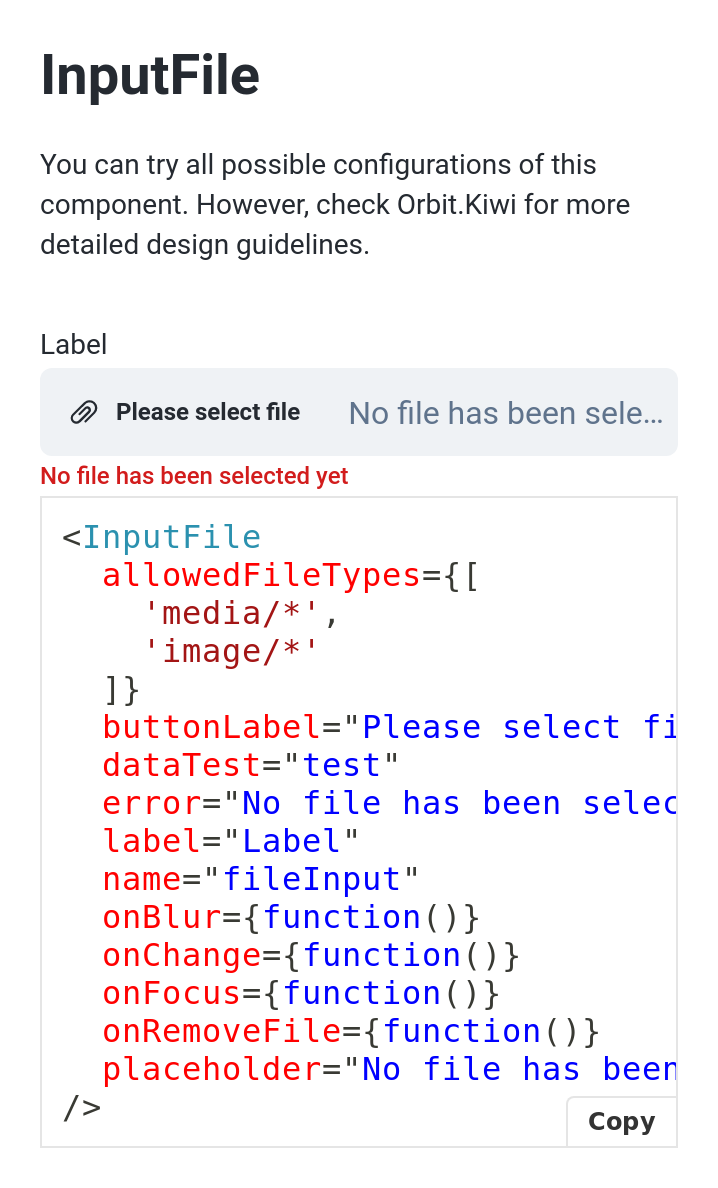 InputFile
You can try all possible configurations of this
component. However, check Orbit.Kiwi for more
detailed design guidelines.
Label
Please select file No file has been sele…
No file has been selected yet
<InputFile
  allowedFileTypes={[
    'media/*',
    'image/*'
  ]}
  buttonLabel="Please select fi
  dataTest="test"
  error="No file has been selec
  label="Label"
  name="fileInput"
  onBlur={function()}
  onChange={function()}
  onFocus={function()}
  onRemoveFile={function()}
  placeholder="No file has been
/>
Copy